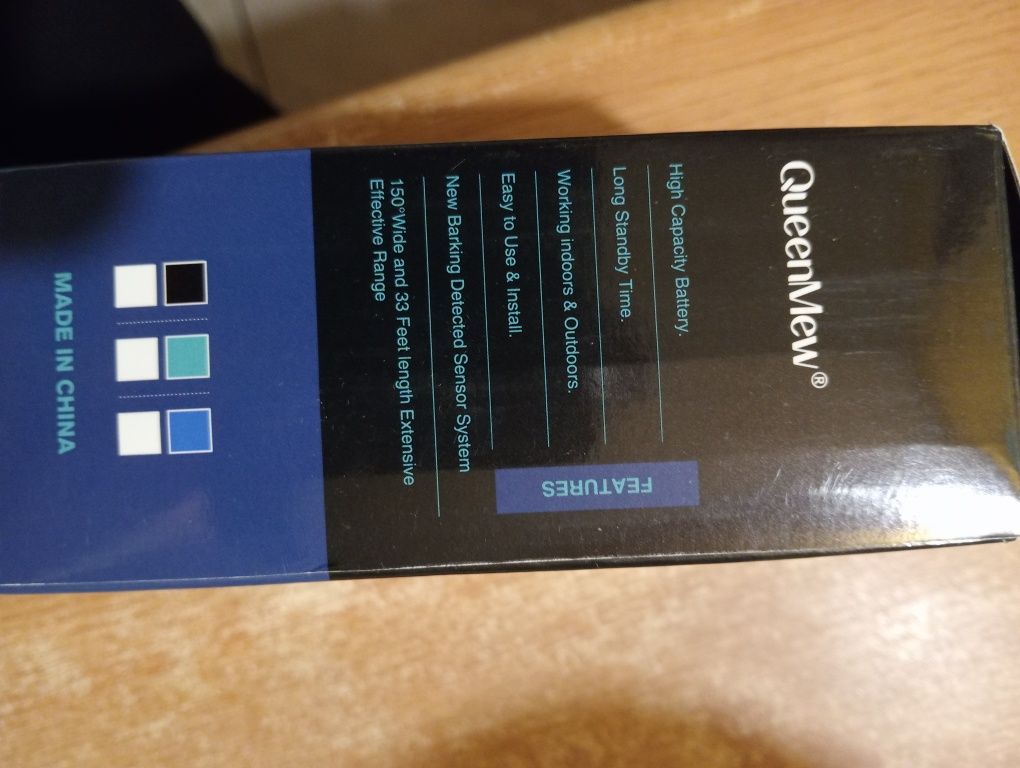 QueenMew®
FEATURES
High Capacity Battery.
Long Standby Time.
Working indoors & Outdoors.
Easy to Use & Install.
New Barking Detected Sensor System
150°Wide and 33 Feet length Extensive
Effective Range
MADE IN CHINA